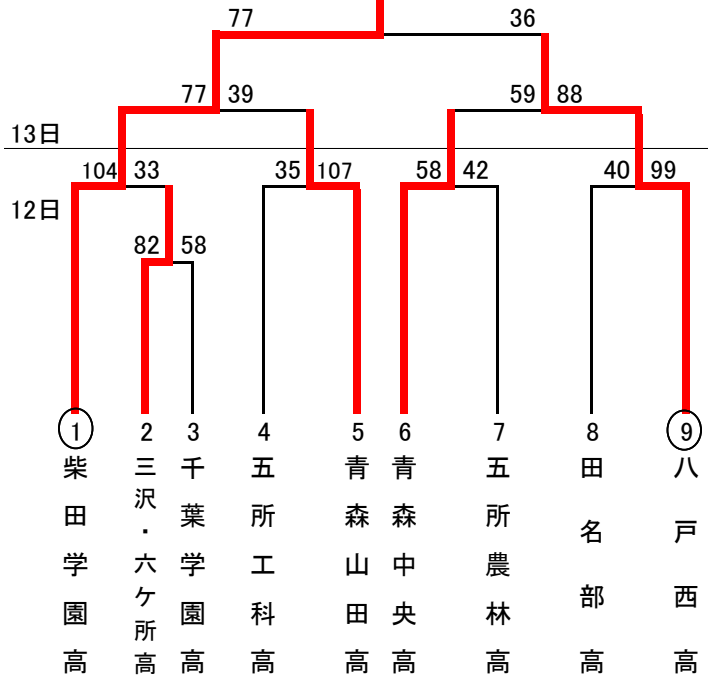 77 36
77 39 59 88
13日
104 33 35 107 58 42 40 99
12日
82 58
1 2 3 4 5 6 7 8 9
柴田学園高
三沢・六ケ所高
千葉学園高
五所工科高
青森山田高
青森中央高
五所農林高
田名部高
八戸西高